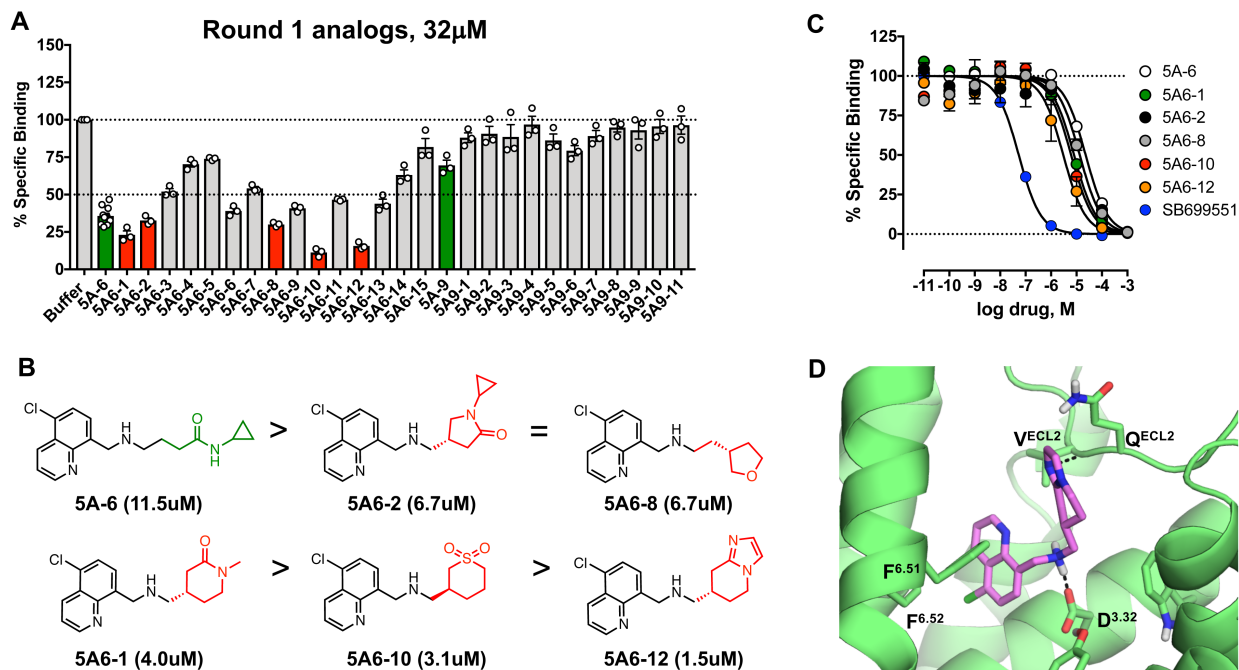 A
Round 1 analogs, 32µM
% Specific Binding
150
125
100
75
50
25
0
Buffer
5A-6
5A6-1
5A6-2
5A6-3
5A6-4
5A6-5
5A6-6
5A6-7
5A6-8
5A6-9
5A6-10
5A6-11
5A6-12
5A6-13
5A6-14
5A6-15
5A-9
5A9-1
5A9-2
5A9-3
5A9-4
5A9-5
5A9-6
5A9-7
5A9-8
5A9-9
5A9-10
5A9-11
C
% Specific Binding
125
100
75
50
25
0
-11 -10 -9 -8 -7 -6 -5 -4 -3
log drug, M
5A-6
5A6-1
5A6-2
5A6-8
5A6-10
5A6-12
SB699551
B
Cl
N
H
N
O
N
H
5A-6 (11.5uM)
>
Cl
N
H
N
N
O
5A6-2 (6.7uM)
=
Cl
N
H
N
O
5A6-8 (6.7uM)
Cl
N
H
N
O
N
5A6-1 (4.0uM)
>
Cl
N
H
N
O
S
O
5A6-10 (3.1uM)
>
Cl
N
H
N
N
N
5A6-12 (1.5uM)
D
V^ECL2
Q^ECL2
F^6.51
F^6.52
D^3.32